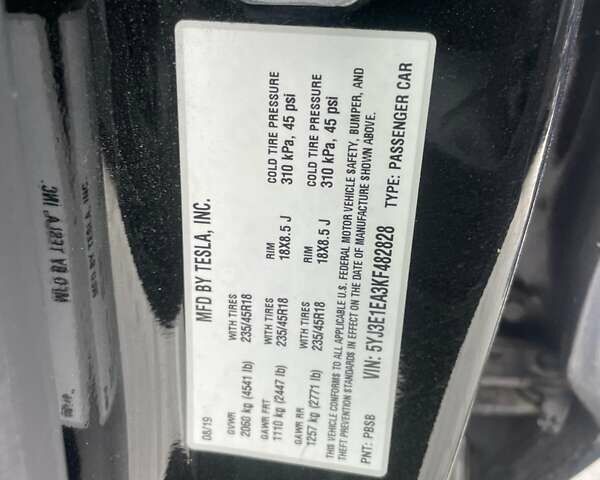 MFD BY TESLA, INC.
08/19
GVWR WITH TIRES RIM COLD TIRE PRESSURE
2060 kg (4541 lb) 235/45R18 18X8.5 J 310 kPa, 45 psi
GAWR FRT WITH TIRES RIM COLD TIRE PRESSURE
1110 kg (2447 lb) 235/45R18 18X8.5 J 310 kPa, 45 psi
GAWR RR WITH TIRES
1257 kg (2771 lb) 235/45R18
THIS VEHICLE CONFORMS TO ALL APPLICABLE U.S. FEDERAL MOTOR VEHICLE SAFETY, BUMPER, AND
THEFT PREVENTION STANDARDS IN EFFECT ON THE DATE OF MANUFACTURE SHOWN ABOVE.
VIN: 5YJ3E1EA3KF482828
PNT: PBSB TYPE: PASSENGER CAR